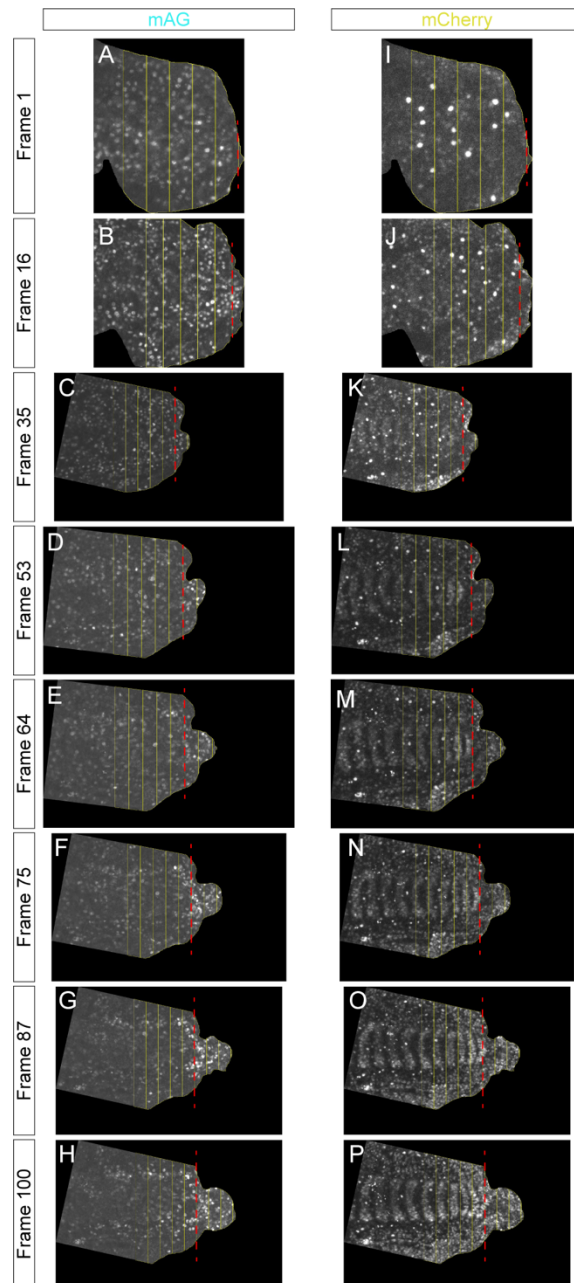 mAG mCherry
Frame 1 A I
Frame 16 B J
Frame 35 C K
Frame 53 D L
Frame 64 E M
Frame 75 F N
Frame 87 G O
Frame 100 H P